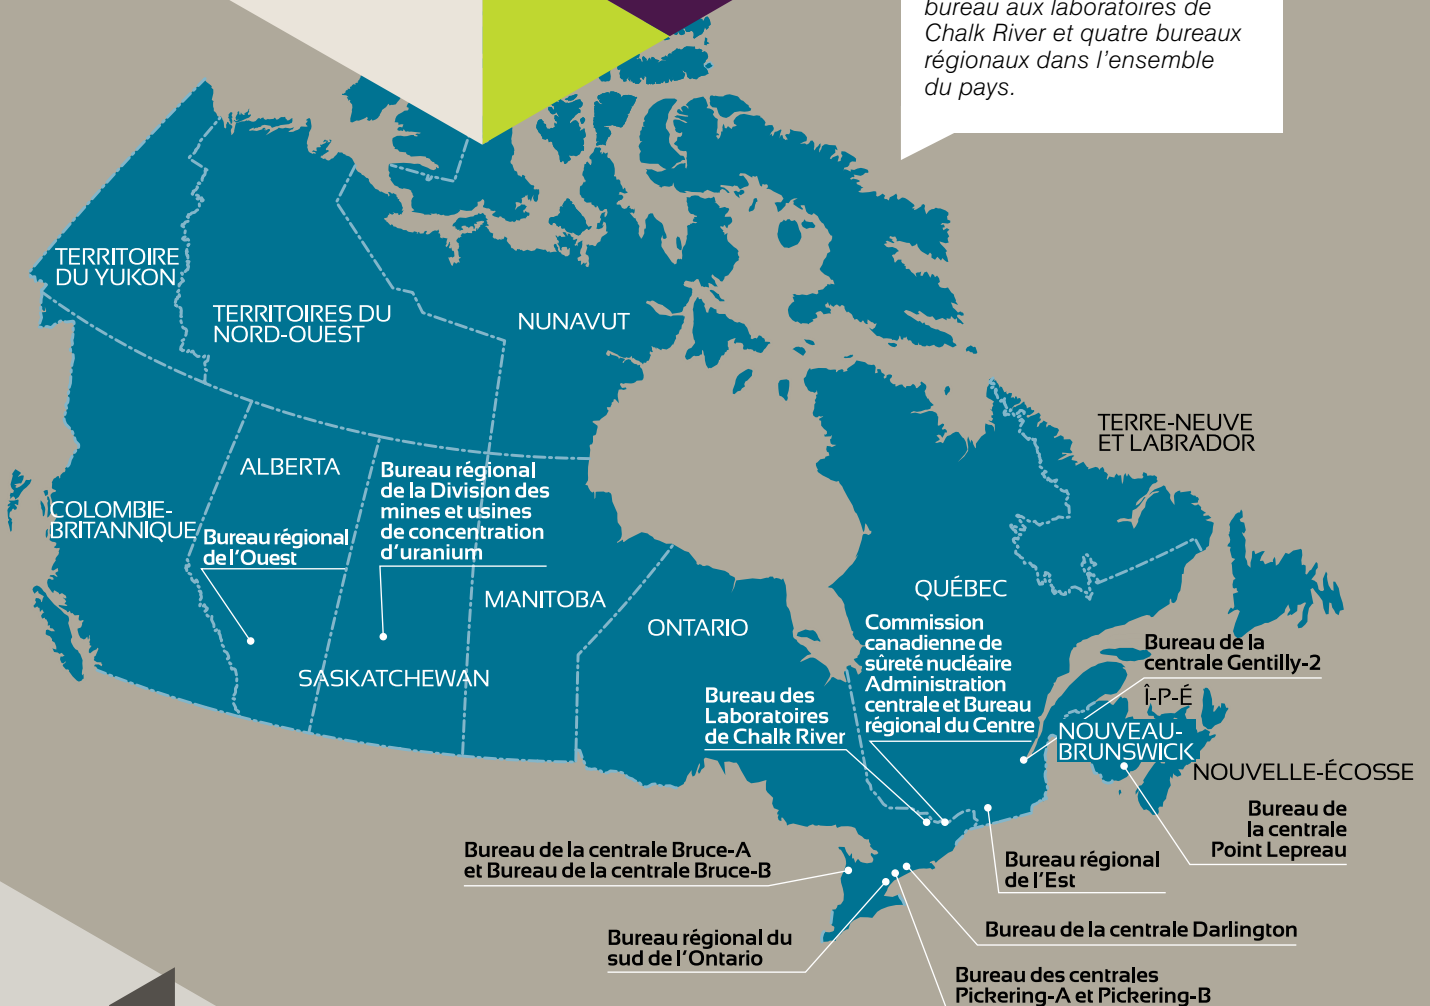 bureau aux laboratoires de
Chalk River et quatre bureaux
régionaux dans l'ensemble
du pays.
TERRITOIRE
DU YUKON
TERRITOIRES DU
NORD-OUEST
NUNAVUT
TERRE-NEUVE
ET LABRADOR
ALBERTA
Bureau régional
de la Division des
mines et usines
de concentration
d'uranium
COLOMBIE-
BRITANNIQUE
Bureau régional
de l'Ouest
MANITOBA
ONTARIO
QUÉBEC
Commission
canadienne de
sûreté nucléaire
Administration
centrale et Bureau
régional du Centre
Bureau de la
centrale Gentilly-2
SASKATCHEWAN
Bureau des
Laboratoires
de Chalk River
Î-P-É
NOUVEAU-
BRUNSWICK
NOUVELLE-ÉCOSSE
Bureau de
la centrale
Point Lepreau
Bureau de la centrale Bruce-A
et Bureau de la centrale Bruce-B
Bureau régional
de l'Est
Bureau régional du
sud de l'Ontario
Bureau de la centrale Darlington
Bureau des centrales
Pickering-A et Pickering-B